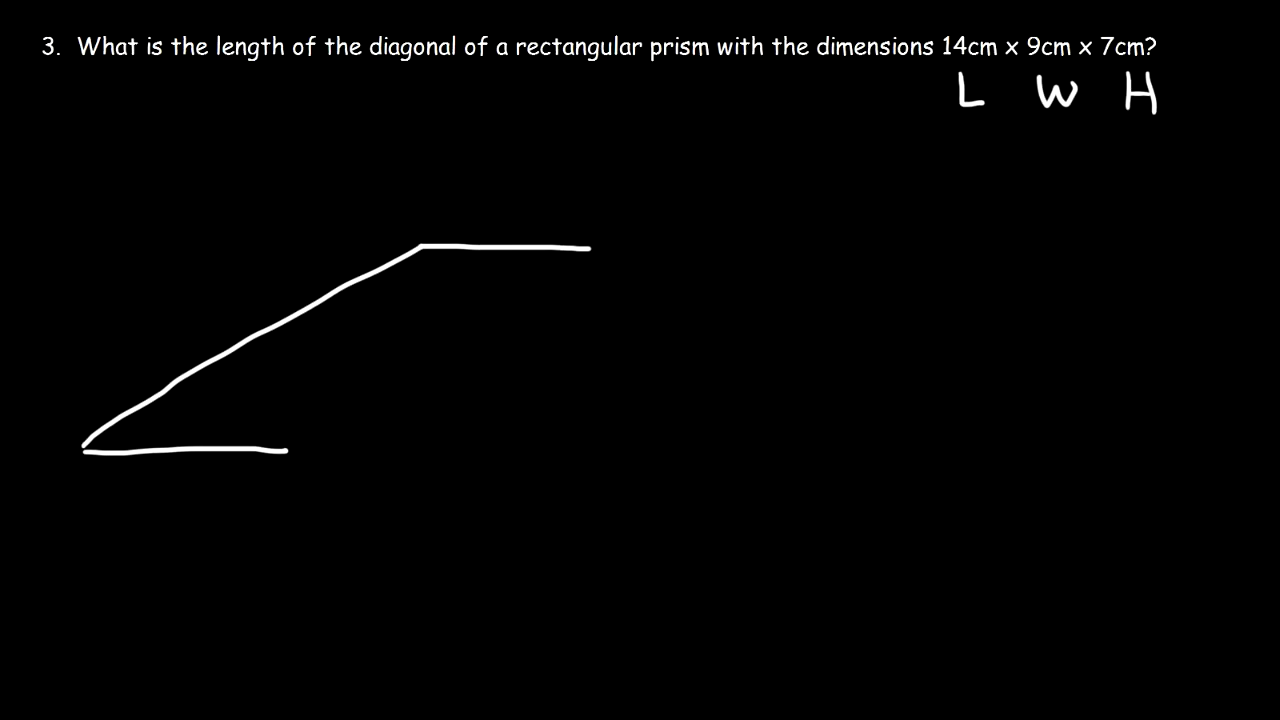 3. What is the length of the diagonal of a rectangular prism with the dimensions 14cm x 9cm x 7cm?
L W H